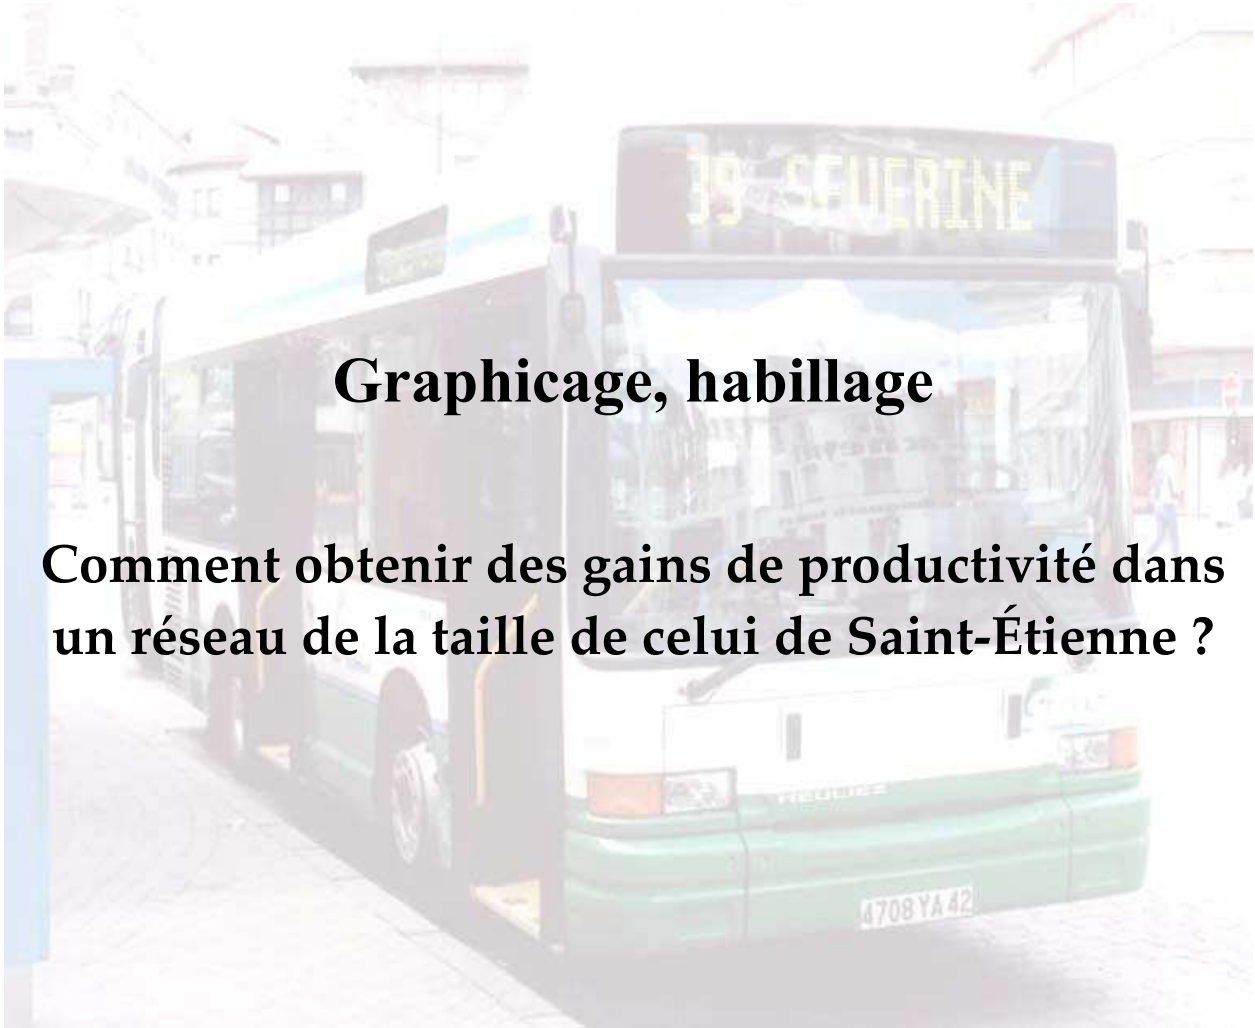 39 SEVERINE
Graphicage, habillage
Comment obtenir des gains de productivité dans
un réseau de la taille de celui de Saint-Étienne ?
4708 YA 42